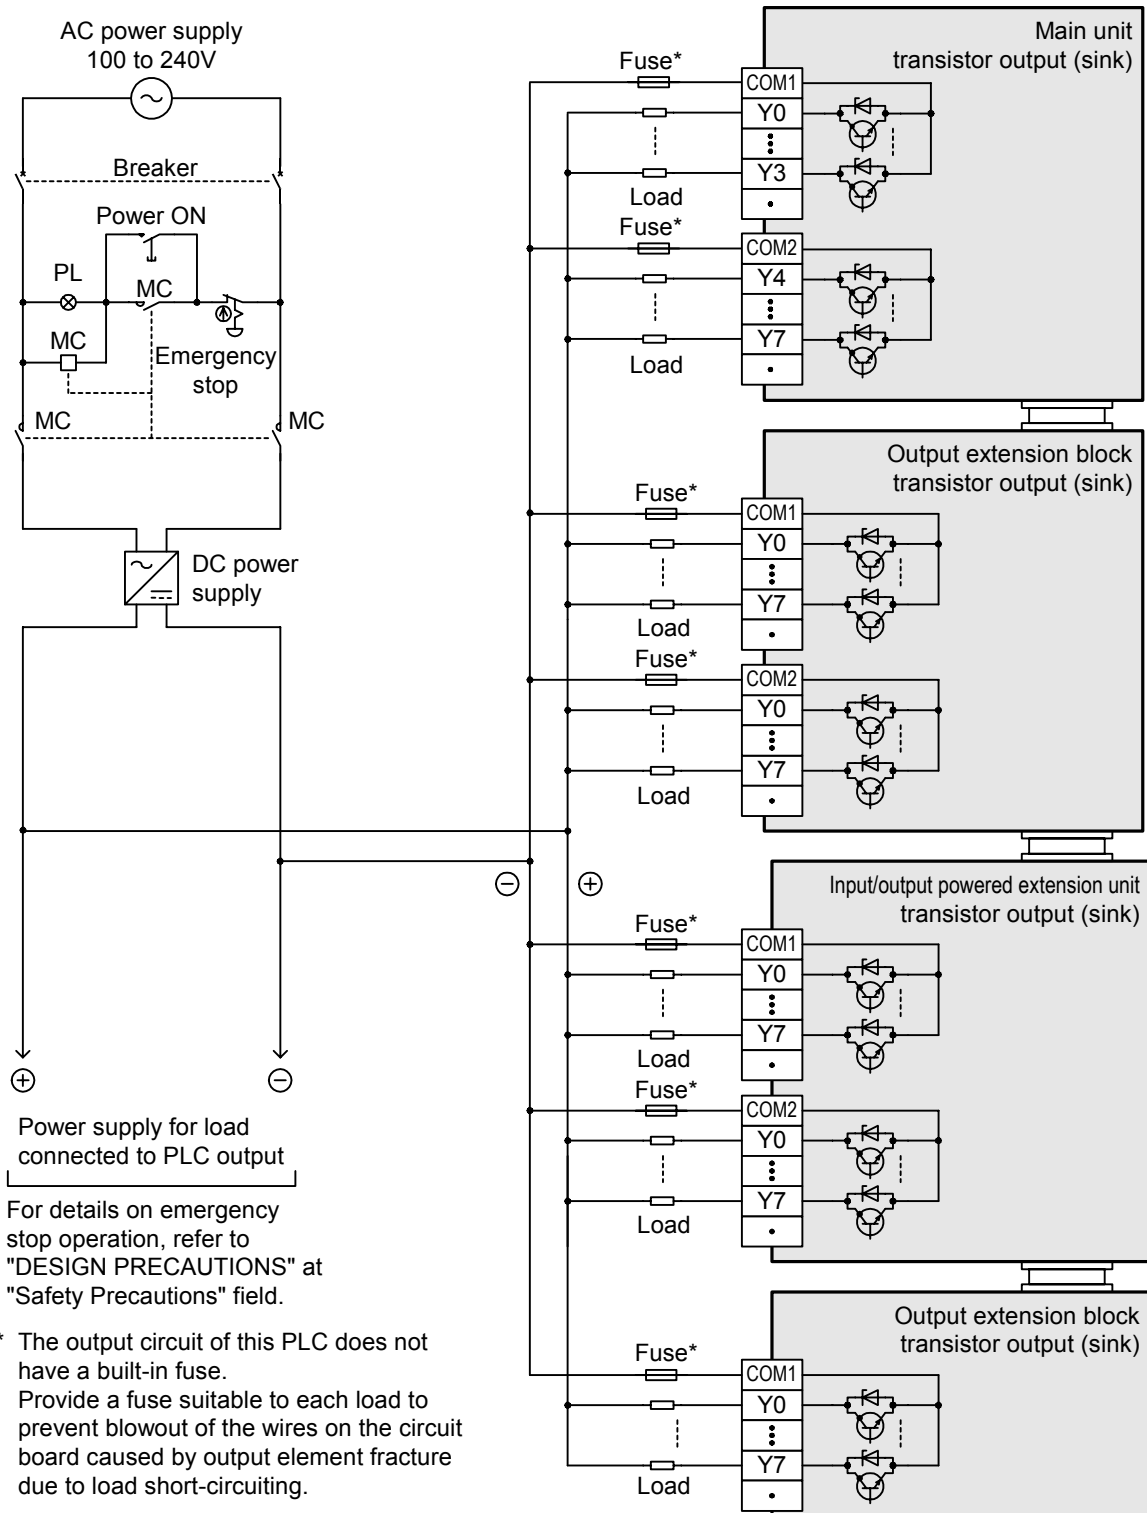 AC power supply
100 to 240V
Breaker
Power ON
PL
MC
MC
Emergency
stop
MC
MC
DC power
supply
Main unit
transistor output (sink)
Fuse*
COM1
Y0
Y3
Load
Fuse*
COM2
Y4
Y7
Load
Output extension block
transistor output (sink)
Fuse*
COM1
Y0
Y7
Load
Fuse*
COM2
Y0
Y7
Load
Input/output powered extension unit
transistor output (sink)
Fuse*
COM1
Y0
Y7
Load
Fuse*
COM2
Y0
Y7
Load
Output extension block
transistor output (sink)
Fuse*
COM1
Y0
Y7
Load
− +
+ −
Power supply for load
connected to PLC output
For details on emergency
stop operation, refer to
"DESIGN PRECAUTIONS" at
"Safety Precautions" field.
* The output circuit of this PLC does not
have a built-in fuse.
Provide a fuse suitable to each load to
prevent blowout of the wires on the circuit
board caused by output element fracture
due to load short-circuiting.